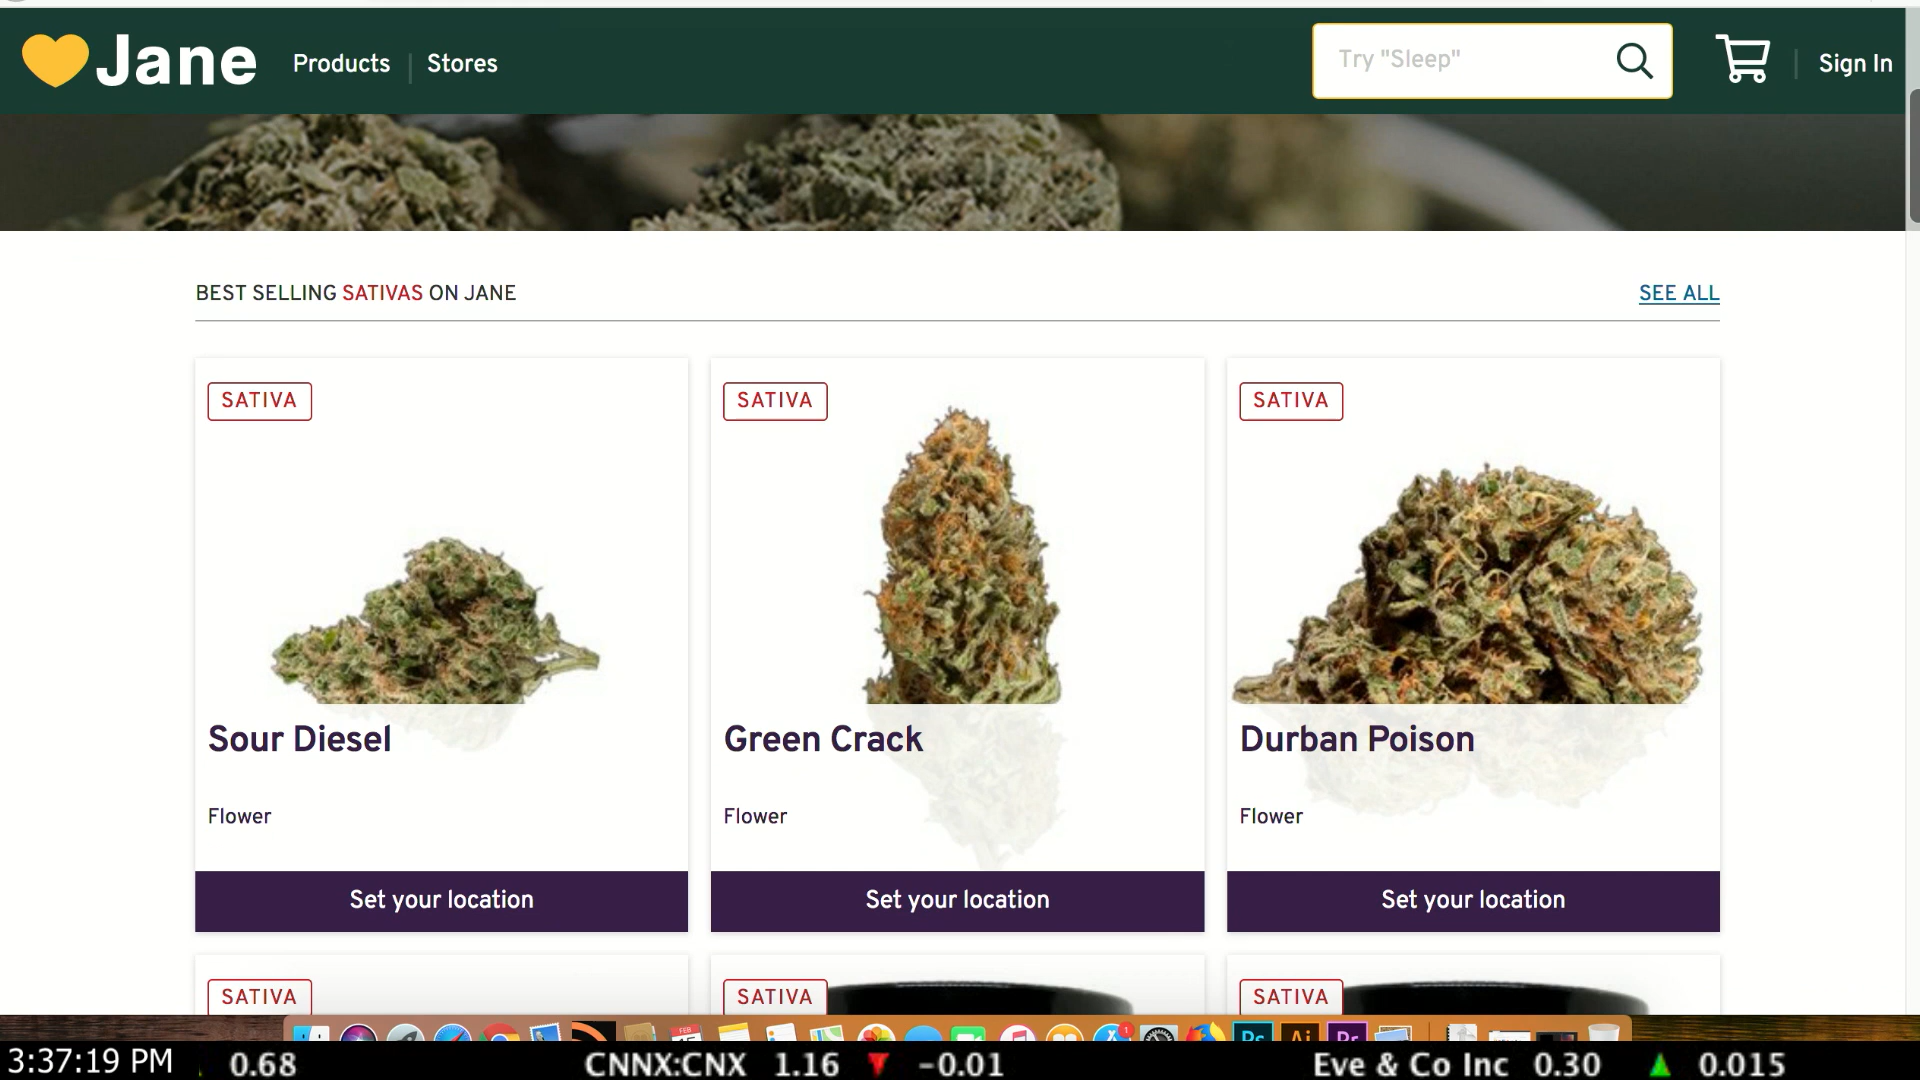 Jane Products Stores Try "Sleep" Sign In
BEST SELLING SATIVAS ON JANE SEE ALL
SATIVA SATIVA SATIVA
Sour Diesel Green Crack Durban Poison
Flower Flower Flower
Set your location Set your location Set your location
SATIVA SATIVA SATIVA
FEB
1
3:37:19 PM 0.68 CNNX:CNX 1.16 ▼ -0.01 Eve & Co Inc 0.30 ▲ 0.015